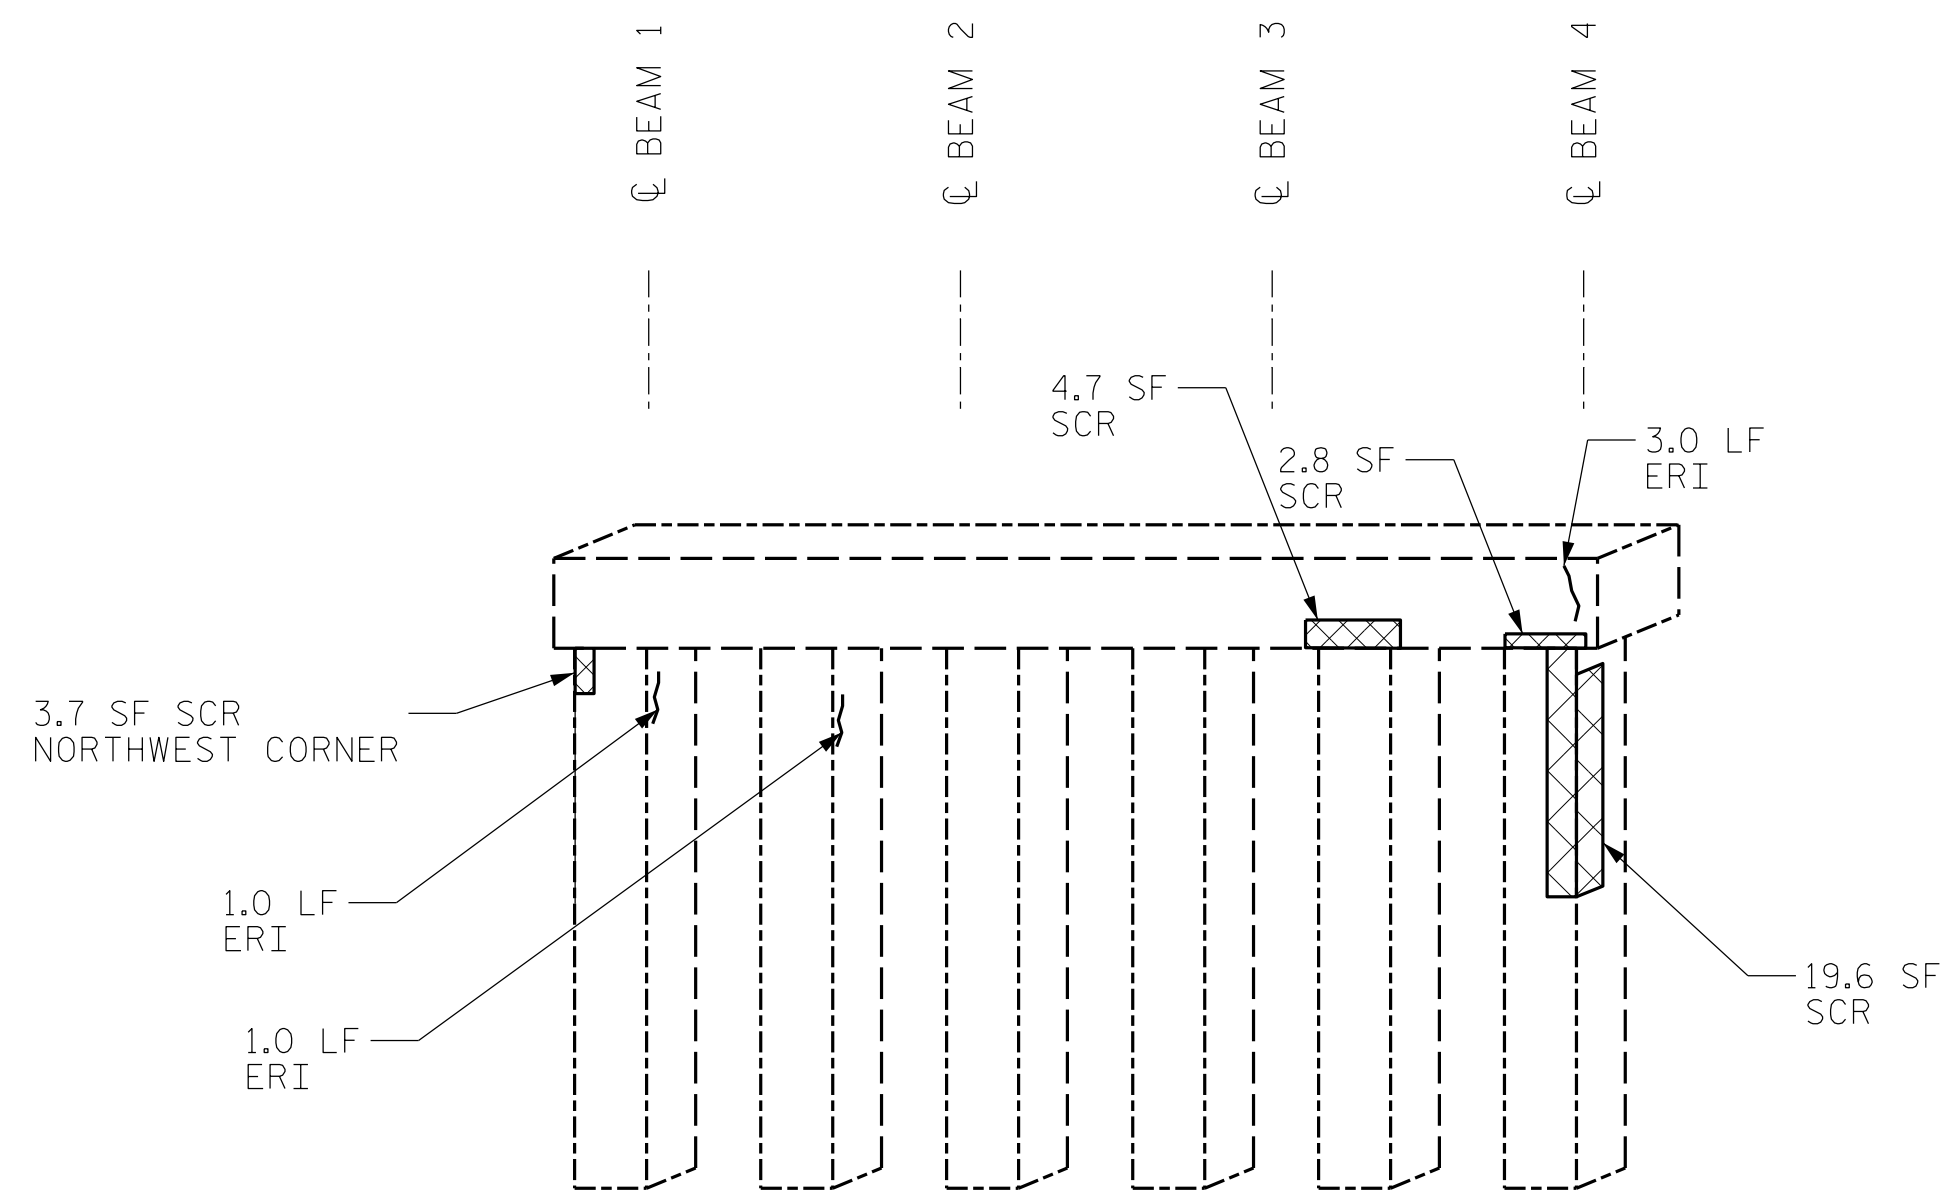 ℄ BEAM 1
℄ BEAM 2
℄ BEAM 3
℄ BEAM 4
4.7 SF
SCR
2.8 SF
SCR
3.0 LF
ERI
3.7 SF SCR
NORTHWEST CORNER
1.0 LF
ERI
19.6 SF
SCR
1.0 LF
ERI